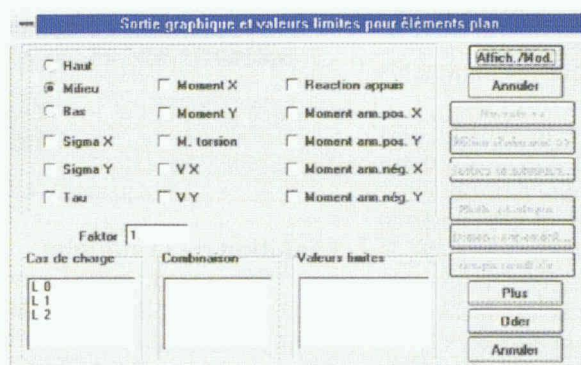 Sortie graphique et valeurs limites pour éléments plan
Haut
Milieu
Bas
Sigma X
Sigma Y
Tau
Moment X
Moment Y
M. torsion
V X
V Y
Reaction appuis
Moment arm.pos. X
Moment arm.pos. Y
Moment arm.nég. X
Moment arm.nég. Y
Faktor 1
Cas de charge
L 0
L 1
L 2
Combinaison
Valeurs limites
Affich./Mod.
Annuler
Plus
Oder
Annuler